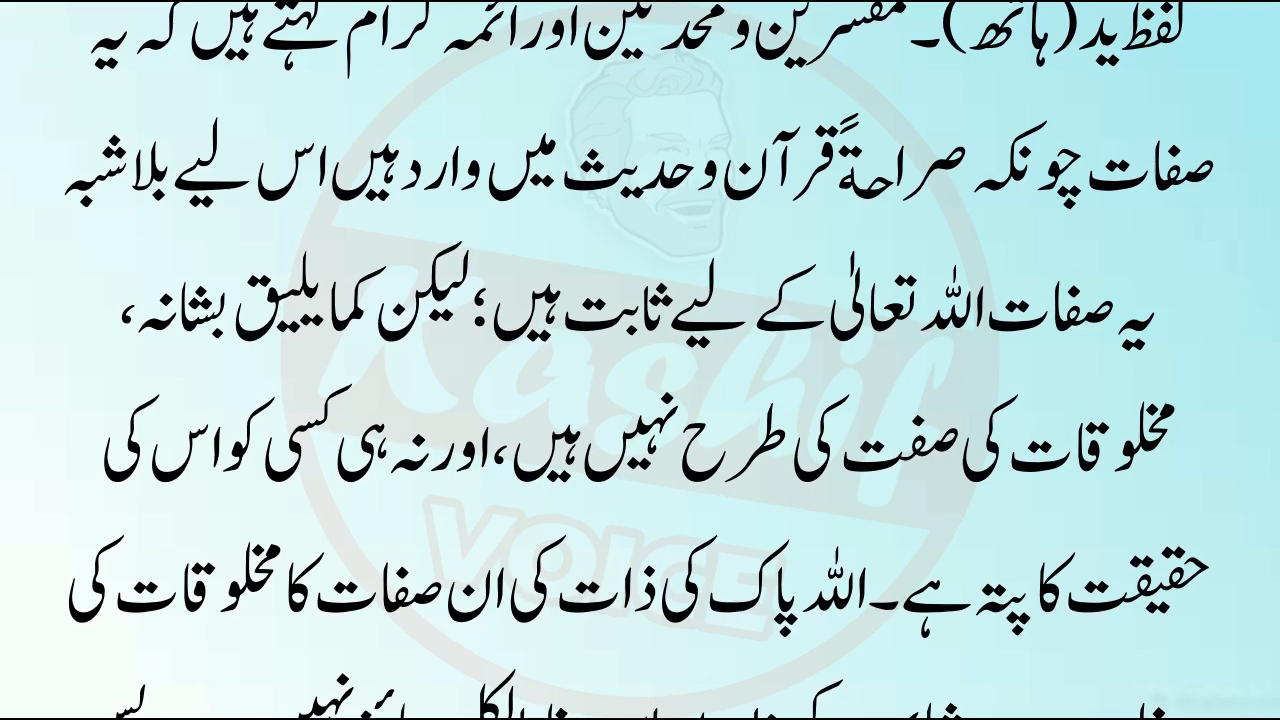 لفظ ید (ہاتھ)۔ مفسرین و محدثین اور ائمہ کرام کہتے ہیں کہ یہ
صفات چونکہ صراحۃً قرآن و حدیث میں وارد ہیں اس لیے بلاشبہ
یہ صفات اللہ تعالیٰ کے لیے ثابت ہیں؛ لیکن کما یلیق بشانہ،
مخلوقات کی صفت کی طرح نہیں ہیں، اور نہ ہی کسی کو اس کی
حقیقت کا پتہ ہے۔ اللہ پاک کی ذات کی ان صفات کا مخلوقات کی
Kashif
VOICE